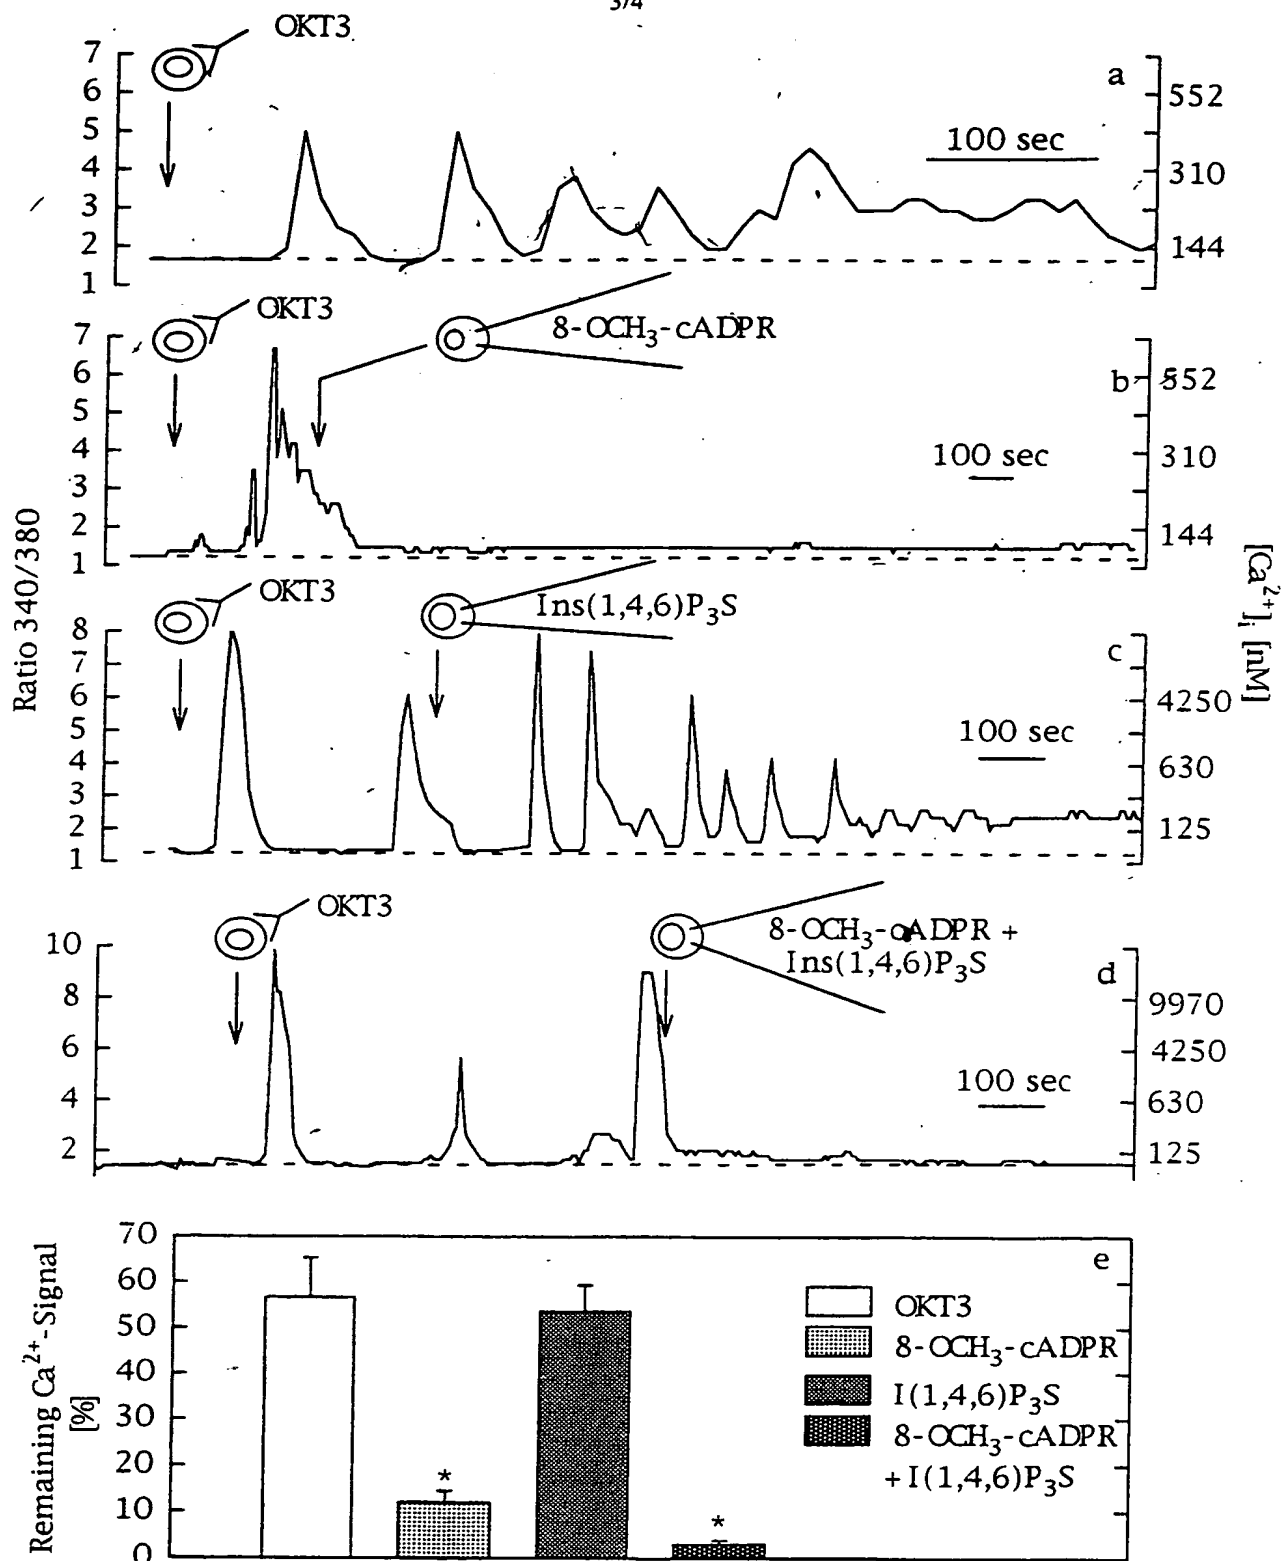 3/4
OKT3
a
7
6
5
4
3
2
1
552
310
144
100 sec
OKT3
8-OCH₃-cADPR
b
7
6
5
4
3
2
1
552
310
144
100 sec
Ratio 340/380
[Ca²⁺]ᵢ [nM]
OKT3
Ins(1,4,6)P₃S
c
8
7
6
5
4
3
2
1
4250
630
125
100 sec
OKT3
8-OCH₃-cADPR +
Ins(1,4,6)P₃S
d
10
8
6
4
2
9970
4250
630
125
100 sec
Remaining Ca²⁺-Signal
[%]
70
60
50
40
30
20
10
0
*
*
e
OKT3
8-OCH₃-cADPR
I(1,4,6)P₃S
8-OCH₃-cADPR
+I(1,4,6)P₃S